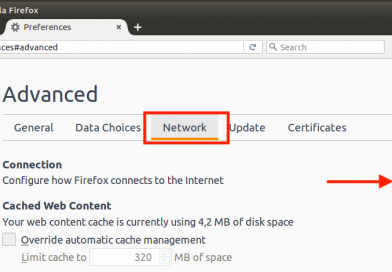 la Firefox
Preferences ×
nces#advanced
Search
Advanced
General Data Choices Network Update Certificates
Connection
Configure how Firefox connects to the Internet
Cached Web Content
Your web content cache is currently using 4,2 MB of disk space
Override automatic cache management
Limit cache to 320 MB of space